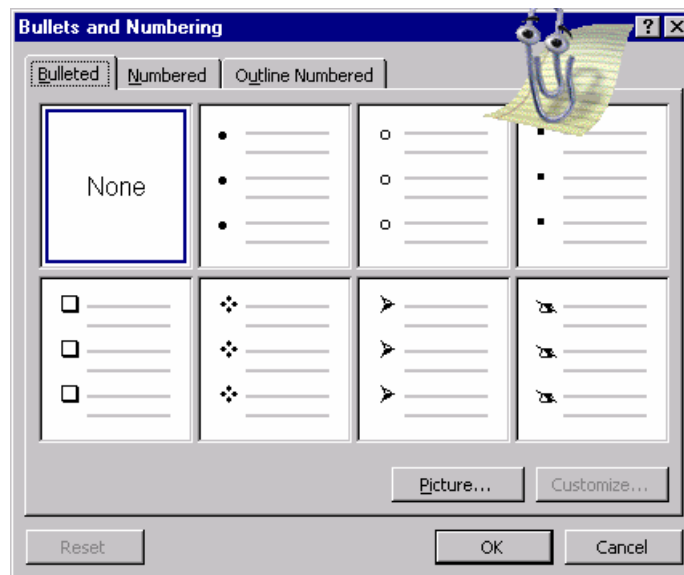 Bullets and Numbering
Bulleted Numbered Outline Numbered
None
Picture... Customize...
Reset OK Cancel